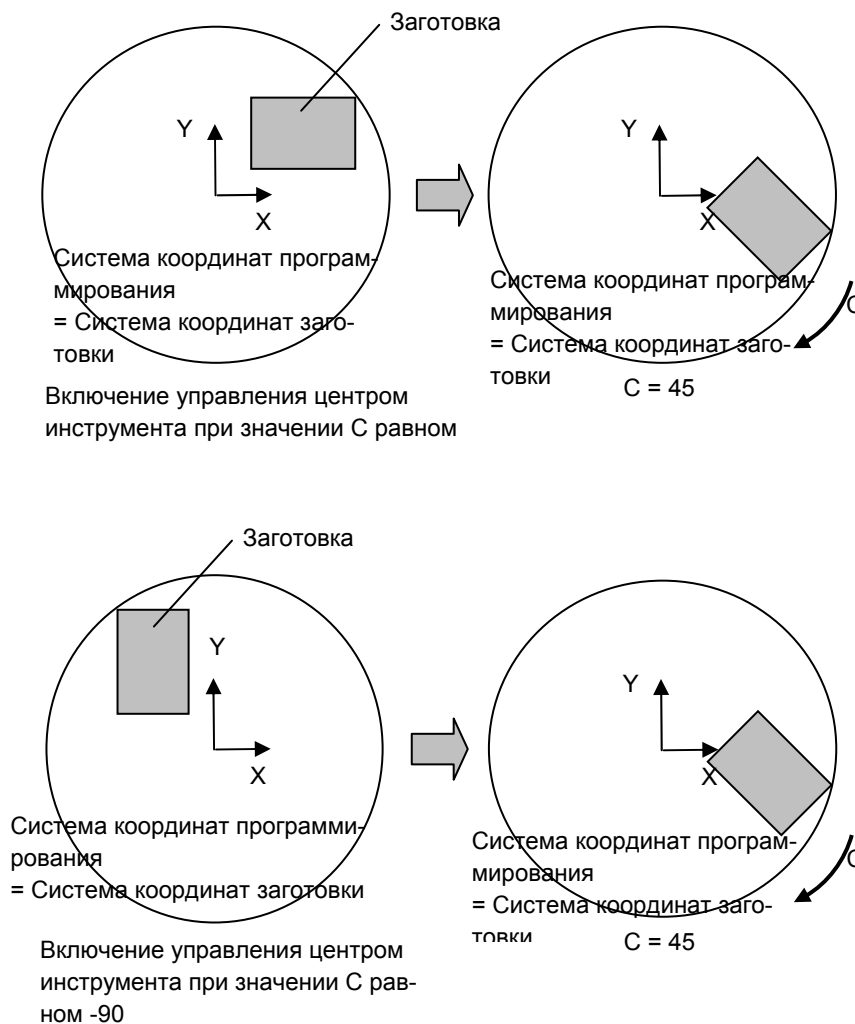 Заготовка
Y
X
Система координат програм-
мирования
= Система координат заго-
товки
Включение управления центром
инструмента при значении С равном
Y
X
Система координат програм-
мирования
= Система координат заго-
товки
C = 45
C
Заготовка
Y
X
Система координат программи-
рования
= Система координат заготовки
Включение управления центром
инструмента при значении С рав-
ном -90
Y
X
Система координат програм-
мирования
= Система координат заго-
товки
C = 45
C